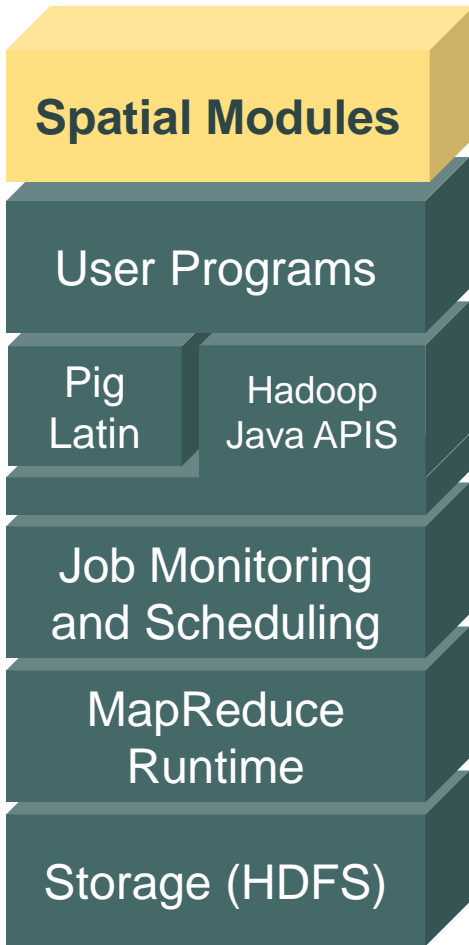 Spatial Modules
User Programs
Pig
Latin
Hadoop
Java APIS
Job Monitoring
and Scheduling
MapReduce
Runtime
Storage (HDFS)